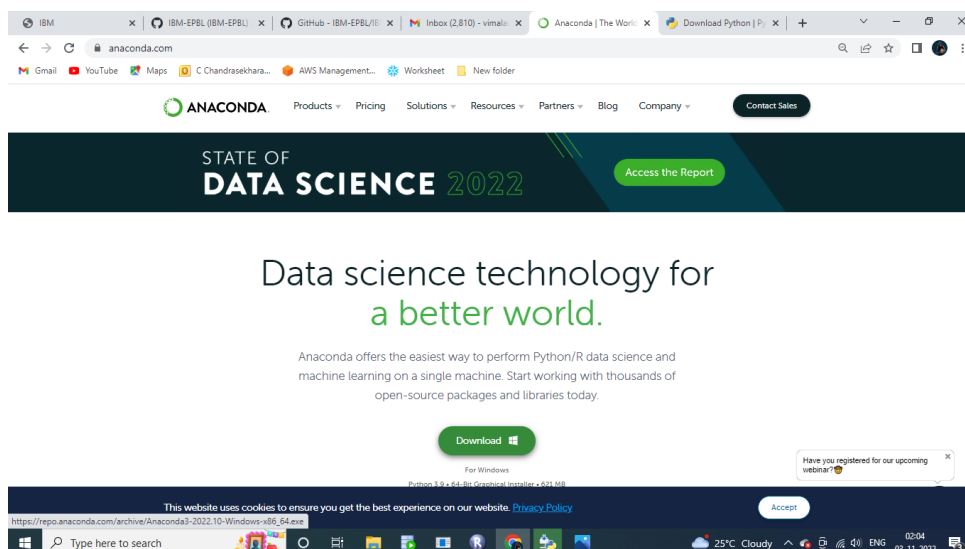 IBM
IBM-EPBL (IBM-EPBL)
GitHub - IBM-EPBL/IB
Inbox (2,810) - vimala
Anaconda | The Worl
Download Python | Py
anaconda.com
Gmail
YouTube
Maps
C Chandrasekhara...
AWS Management...
Worksheet
New folder
ANACONDA.
Products
Pricing
Solutions
Resources
Partners
Blog
Company
Contact Sales
STATE OF
DATA SCIENCE 2022
Access the Report
Data science technology for
a better world.
Anaconda offers the easiest way to perform Python/R data science and
machine learning on a single machine. Start working with thousands of
open-source packages and libraries today.
Download
For Windows
Python 3.9 • 64-Bit Graphical Installer • 621 MB
Have you registered for our upcoming
webinar?
This website uses cookies to ensure you get the best experience on our website. Privacy Policy
Accept
https://repo.anaconda.com/archive/Anaconda3-2022.10-Windows-x86_64.exe
Type here to search
25°C Cloudy
ENG
02:04
03-11-2022